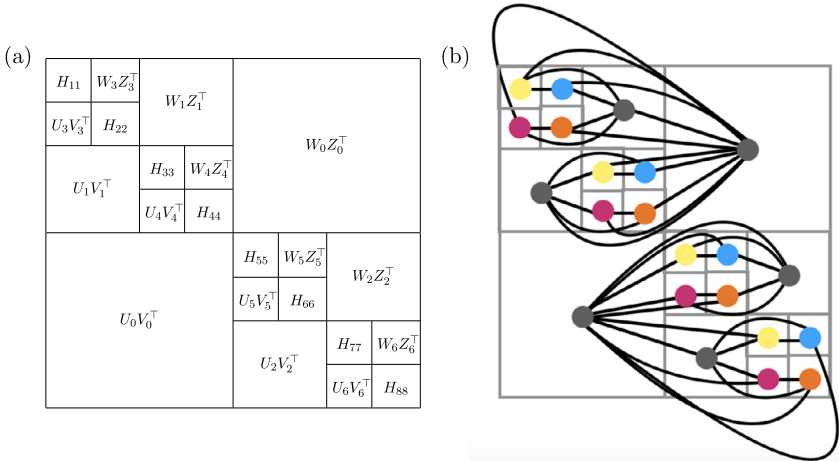 (a)
(b)
H₁₁ W₃Z₃^⊤
W₁Z₁^⊤
U₃V₃^⊤ H₂₂
W₀Z₀^⊤
U₁V₁^⊤
H₃₃ W₄Z₄^⊤
U₄V₄^⊤ H₄₄
U₀V₀^⊤
H₅₅ W₅Z₅^⊤
W₂Z₂^⊤
U₅V₅^⊤ H₆₆
U₂V₂^⊤
H₇₇ W₆Z₆^⊤
U₆V₆^⊤ H₈₈